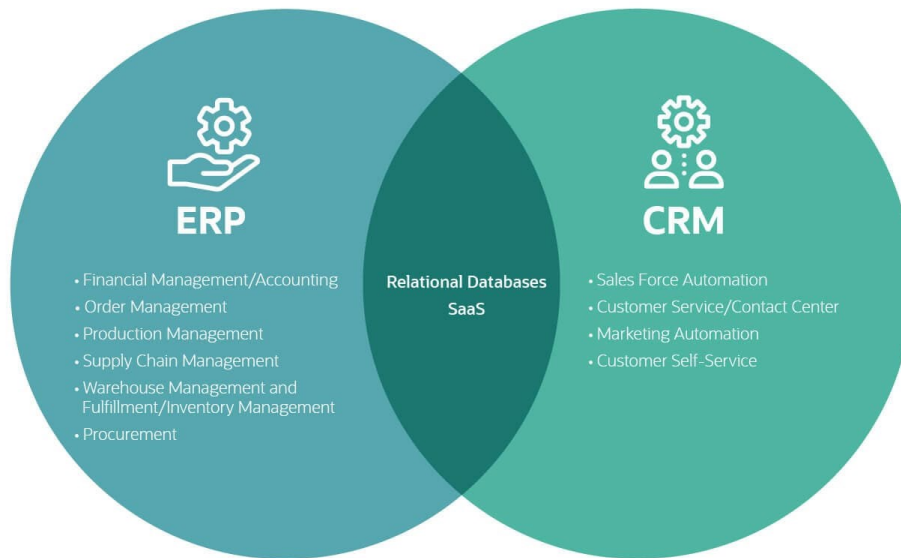 ERP
• Financial Management/Accounting
• Order Management
• Production Management
• Supply Chain Management
• Warehouse Management and
Fulfillment/Inventory Management
• Procurement
Relational Databases
SaaS
CRM
• Sales Force Automation
• Customer Service/Contact Center
• Marketing Automation
• Customer Self-Service